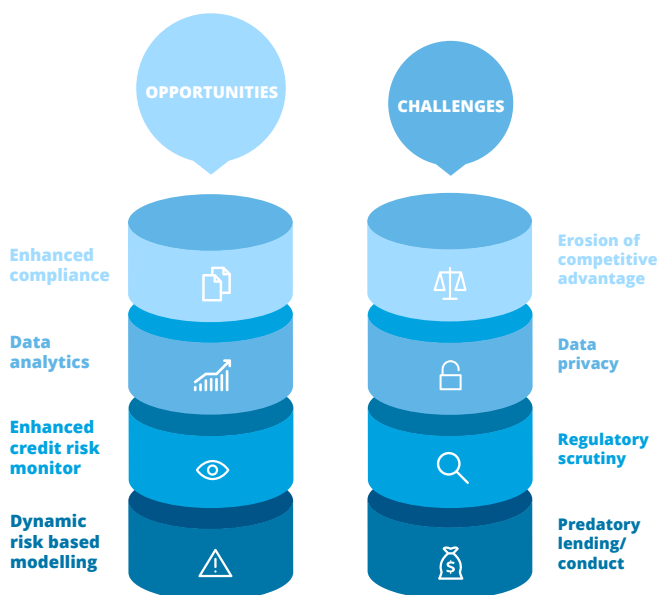 OPPORTUNITIES
Enhanced
compliance
Data
analytics
Enhanced
credit risk
monitor
Dynamic
risk based
modelling
CHALLENGES
Erosion of
competitive
advantage
Data
privacy
Regulatory
scrutiny
Predatory
lending/
conduct
$